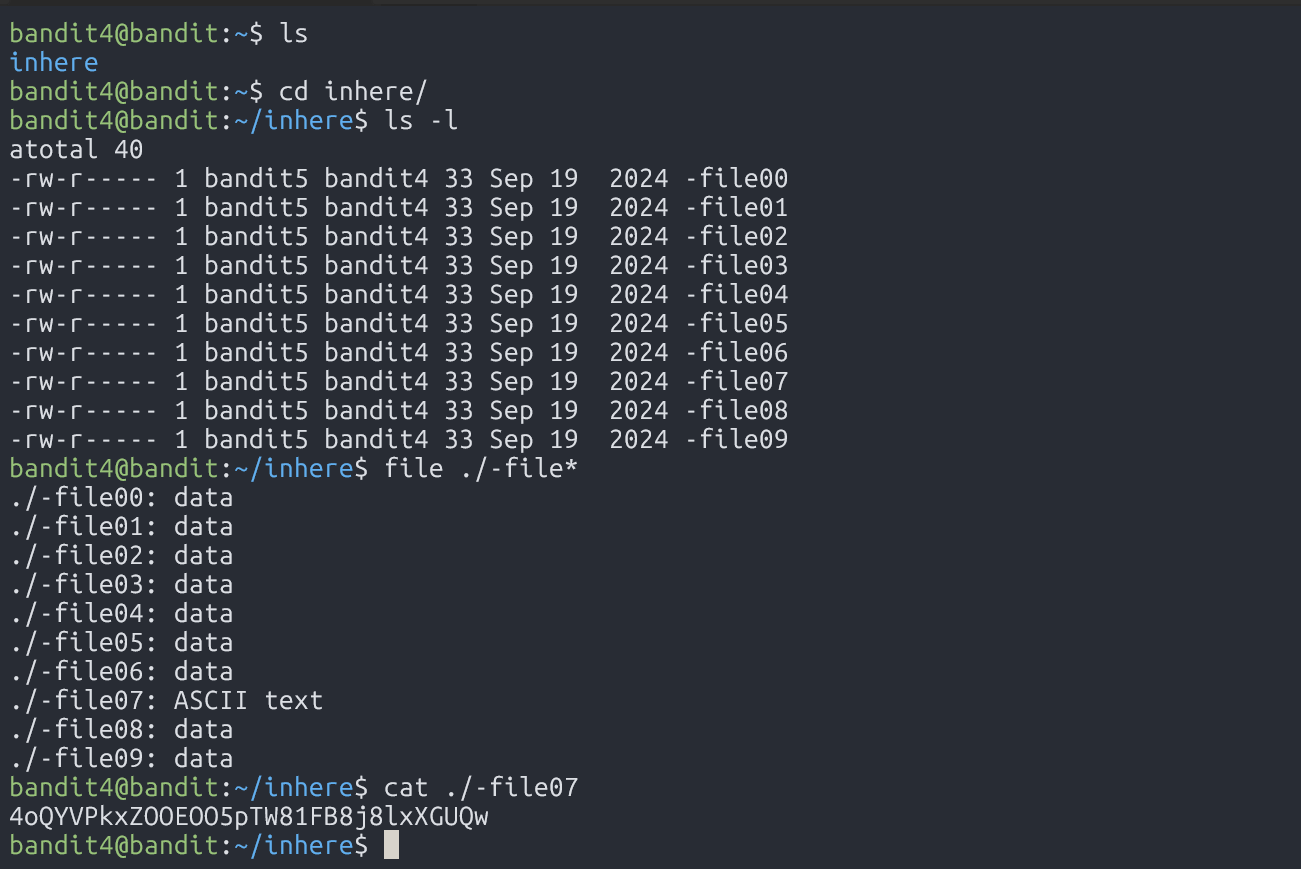 bandit4@bandit:~$ ls
inhere
bandit4@bandit:~$ cd inhere/
bandit4@bandit:~/inhere$ ls -l
atotal 40
-rw-r----- 1 bandit5 bandit4 33 Sep 19  2024 -file00
-rw-r----- 1 bandit5 bandit4 33 Sep 19  2024 -file01
-rw-r----- 1 bandit5 bandit4 33 Sep 19  2024 -file02
-rw-r----- 1 bandit5 bandit4 33 Sep 19  2024 -file03
-rw-r----- 1 bandit5 bandit4 33 Sep 19  2024 -file04
-rw-r----- 1 bandit5 bandit4 33 Sep 19  2024 -file05
-rw-r----- 1 bandit5 bandit4 33 Sep 19  2024 -file06
-rw-r----- 1 bandit5 bandit4 33 Sep 19  2024 -file07
-rw-r----- 1 bandit5 bandit4 33 Sep 19  2024 -file08
-rw-r----- 1 bandit5 bandit4 33 Sep 19  2024 -file09
bandit4@bandit:~/inhere$ file ./-file*
./-file00: data
./-file01: data
./-file02: data
./-file03: data
./-file04: data
./-file05: data
./-file06: data
./-file07: ASCII text
./-file08: data
./-file09: data
bandit4@bandit:~/inhere$ cat ./-file07
4oQYVPkxZOOEOO5pTW81FB8j8lxXGUQw
bandit4@bandit:~/inhere$